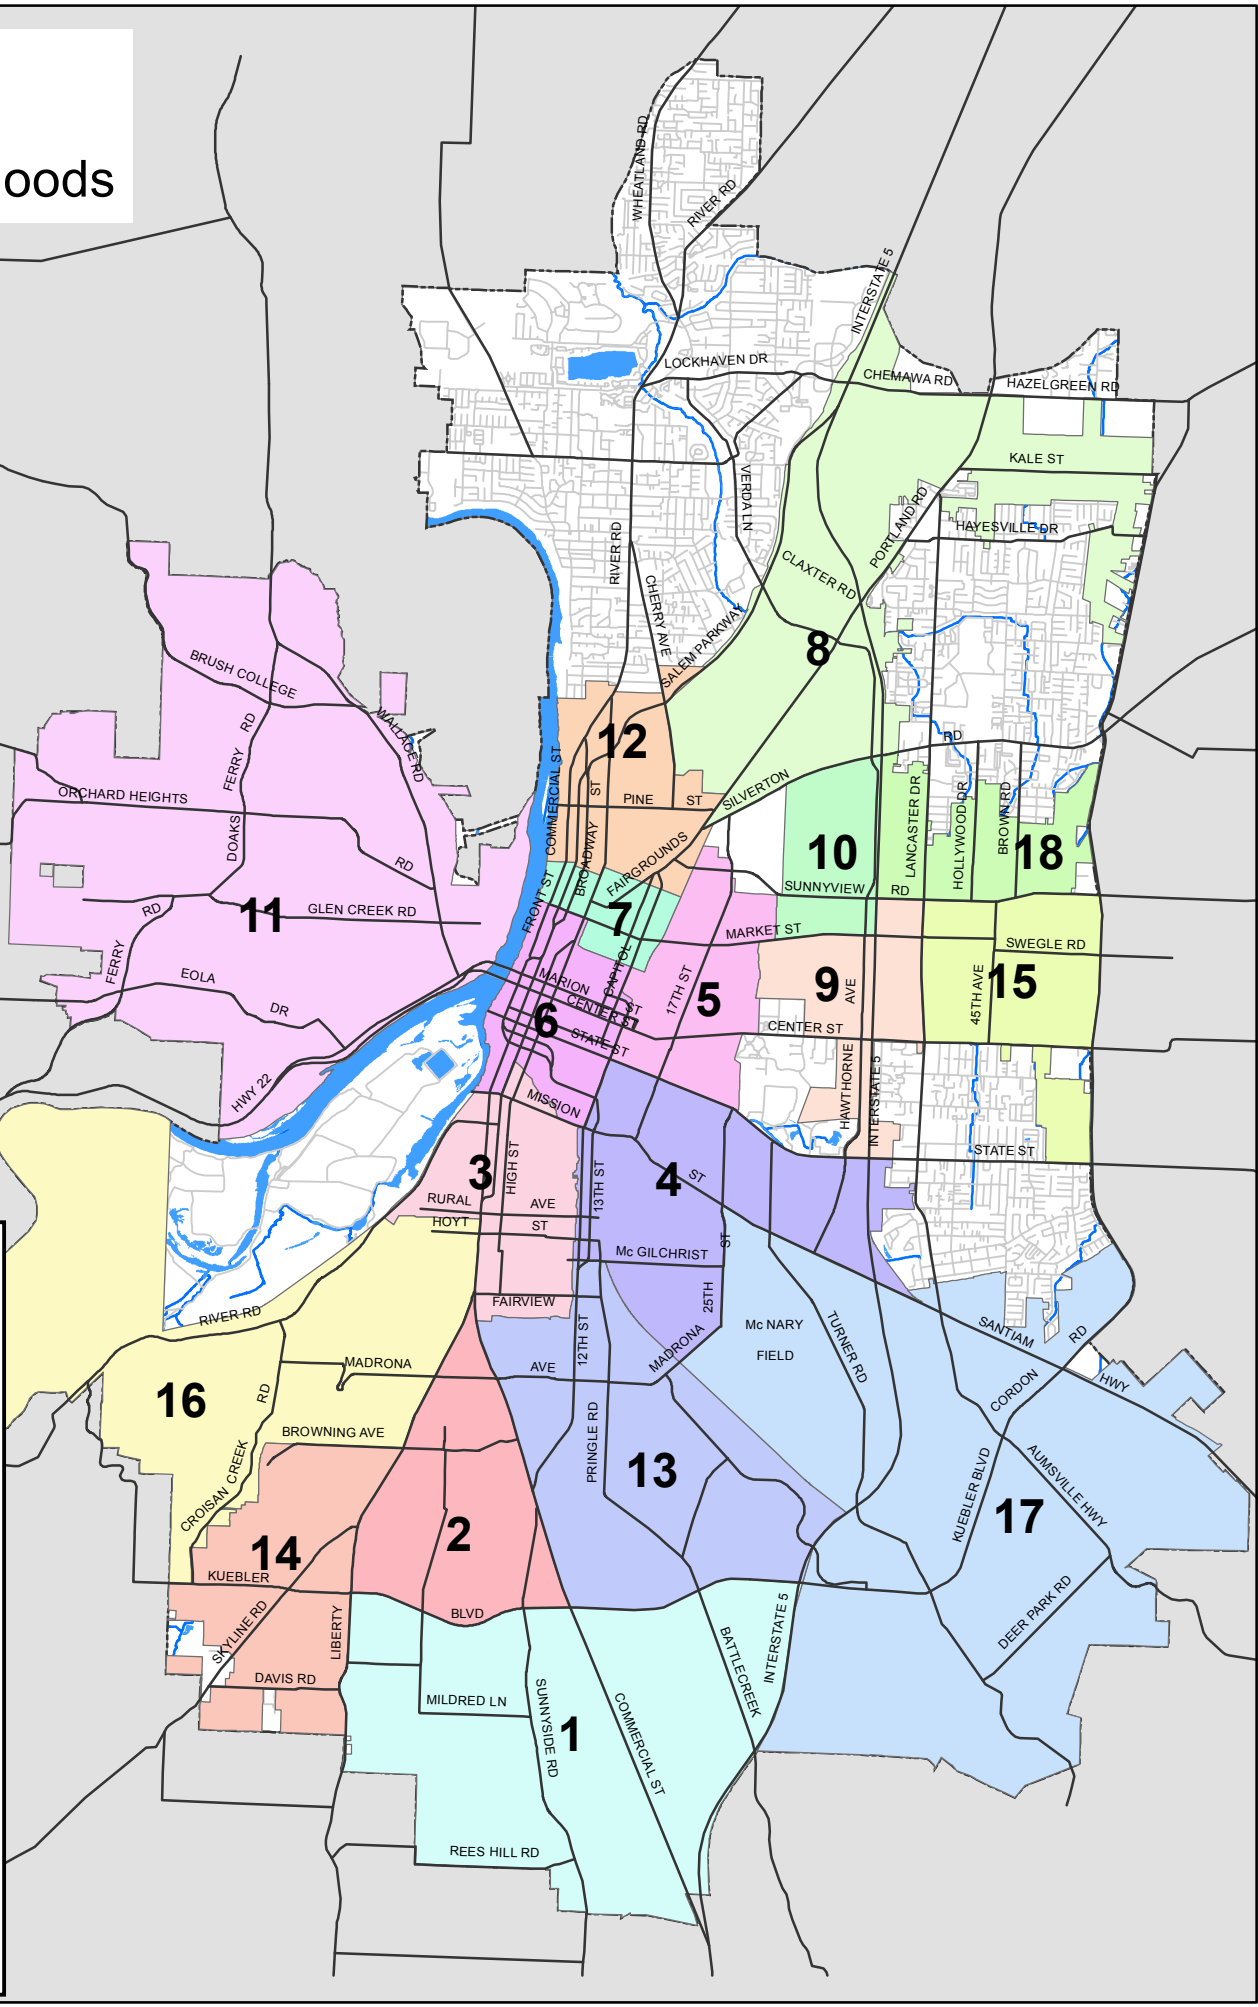 oods
WHEATLAND RD
RIVER RD
INTERSTATE 5
LOCKHAVEN DR
CHEMAWA RD
HAZELGREEN RD
KALE ST
VERDA LN
PORTLAND RD
HAYESVILLE DR
RIVER RD
CHERRY AVE
CLAXTER RD
SALEM PARKWAY
8
BRUSH COLLEGE
WALLACE RD
FERRY
RD
12
RD
COMMERCIAL ST
ST
PINE
ST
SILVERTON
ORCHARD HEIGHTS
DOAKS
RD
BROADWAY
FAIRGROUNDS
10
LANCASTER DR
HOLLYWOOD DR
BROWN RD
18
SUNNYVIEW
RD
11
GLEN CREEK RD
RD
FERRY
FRONT ST
7
MARKET ST
SWEGLE RD
EOLA
DR
MARION
ST
CENTER ST
CAPITOL
17TH ST
5
9
AVE
45TH AVE
15
6
STATE ST
CENTER ST
HAWTHORNE
INTERSTATE 5
HWY 22
MISSION
ST
STATE ST
3
HIGH ST
13TH ST
4
RURAL
AVE
HOYT
ST
Mc GILCHRIST
ST
25TH
RIVER RD
FAIRVIEW
12TH ST
MADRONA
Mc NARY
FIELD
TURNER RD
SANTIAM
HWY
RD
CORDON
MADRONA
AVE
16
RD
CROISAN CREEK
BROWNING AVE
PRINGLE RD
13
KUEBLER BLVD
AUMSVILLE HWY
17
14
2
KUEBLER
BLVD
SKYLINE RD
LIBERTY
DEER PARK RD
DAVIS RD
MILDRED LN
SUNNYSIDE RD
1
COMMERCIAL ST
BATTLECREEK
INTERSTATE 5
REES HILL RD